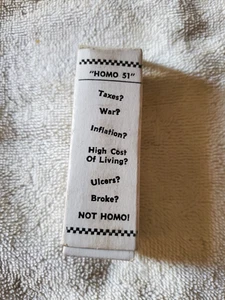 "HOMO 51"
Taxes?
War?
Inflation?
High Cost
Of Living?
Ulcers?
Broke?
NOT HOMO!